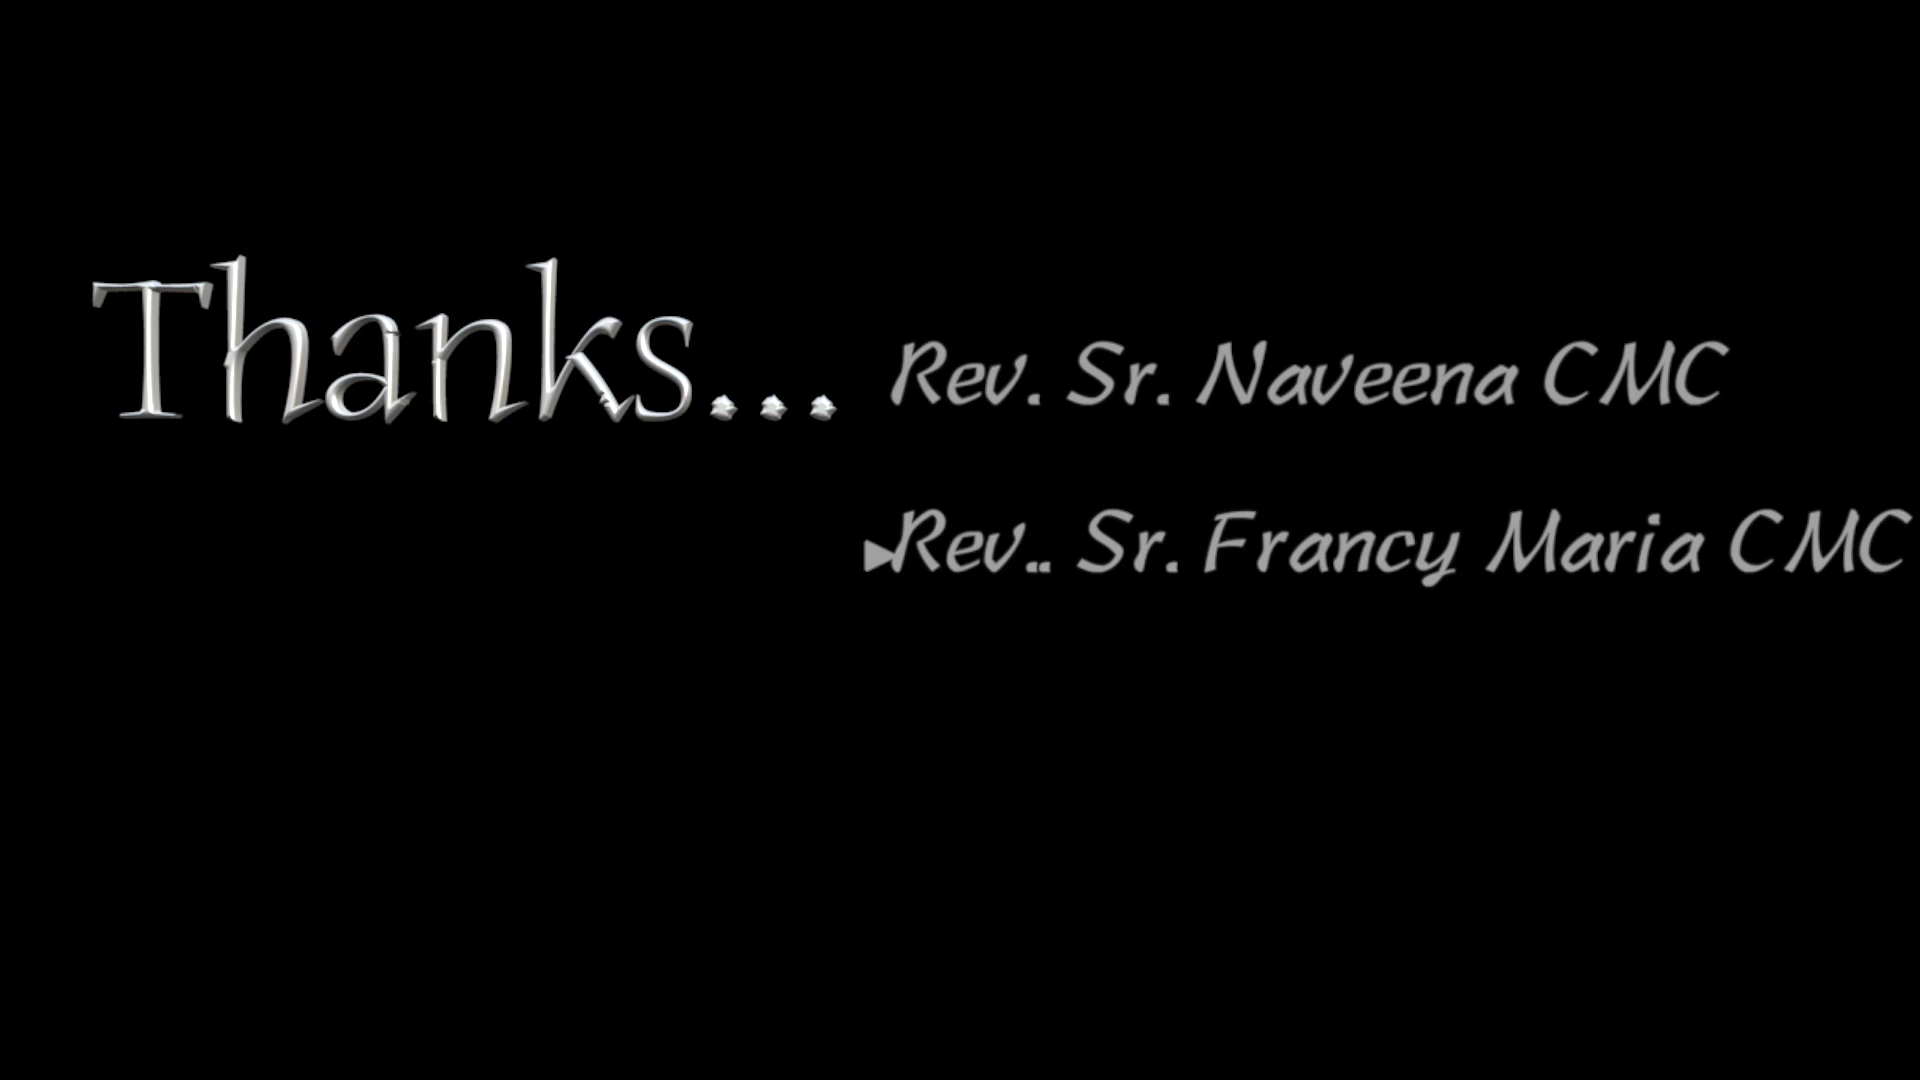 Thanks...
Rev. Sr. Naveena CMC
Rev.. Sr. Francy Maria CMC